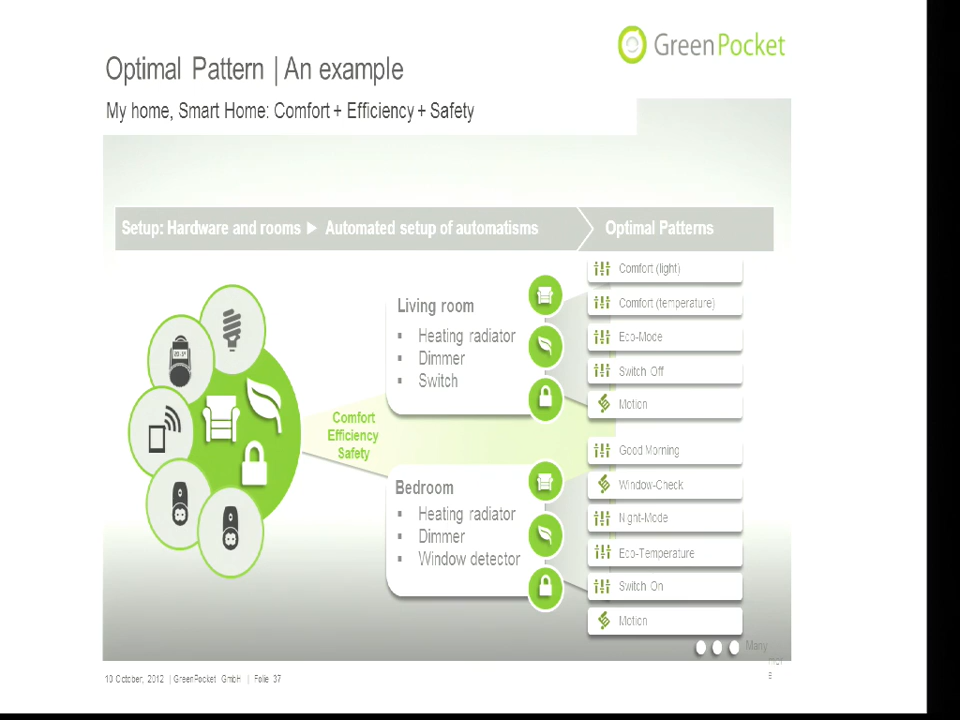 GreenPocket
Optimal Pattern | An example
My home, Smart Home: Comfort + Efficiency + Safety
Setup: Hardware and rooms ▶ Automated setup of automatisms
Optimal Patterns
Living room
▪ Heating radiator
▪ Dimmer
▪ Switch
Comfort
Efficiency
Safety
Bedroom
▪ Heating radiator
▪ Dimmer
▪ Window detector
Comfort (light)
Comfort (temperature)
Eco-Mode
Switch Off
Motion
Good Morning
Window-Check
Night-Mode
Eco-Temperature
Switch On
Motion
Many
October, 2012 | GreenPocket GmbH | Folie 37